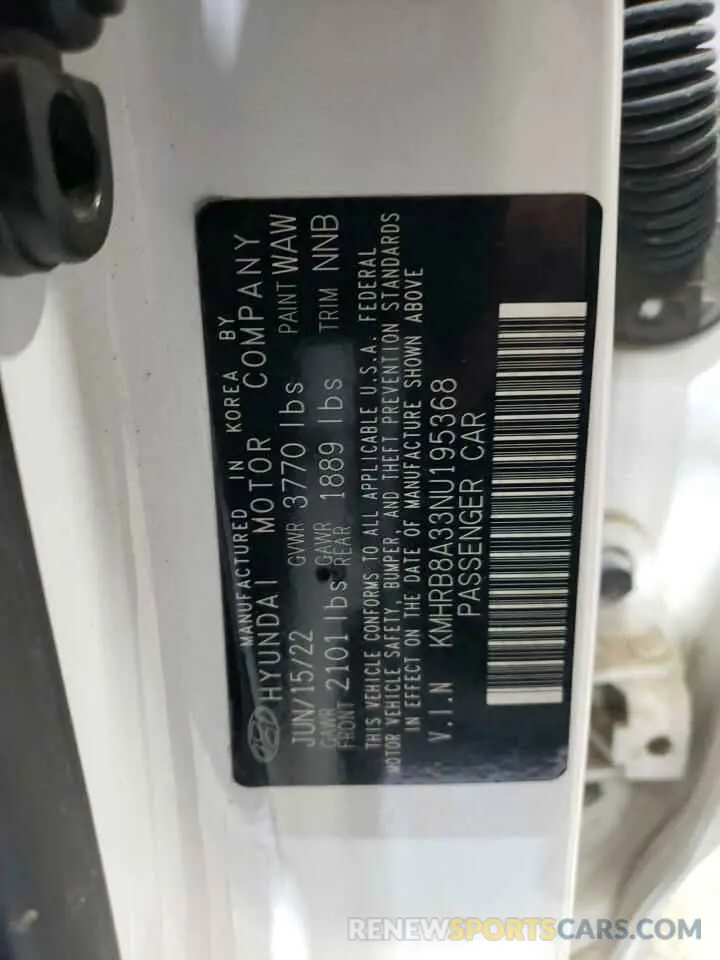 MANUFACTURED IN KOREA BY
HYUNDAI MOTOR COMPANY
JUN/15/22 GVWR 3770 lbs PAINT WAW
GAWR FRONT 2101lbs GAWR REAR 1889 lbs TRIM NNB
THIS VEHICLE CONFORMS TO ALL APPLICABLE U.S.A. FEDERAL
MOTOR VEHICLE SAFETY, BUMPER, AND THEFT PREVENTION STANDARDS
IN EFFECT ON THE DATE OF MANUFACTURE SHOWN ABOVE
V.I.N KMHRB8A33NU195368
PASSENGER CAR
RENEWSPORTSCARS.COM